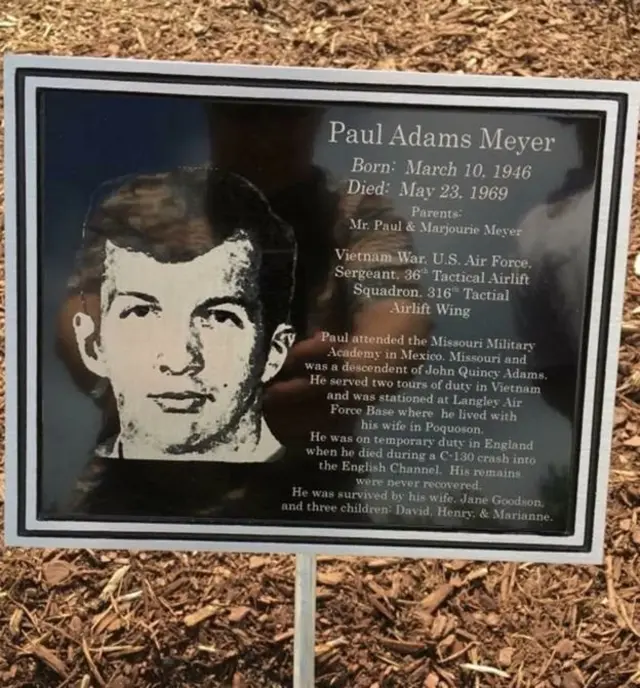 Paul Adams Meyer
Born: March 10, 1946
Died: May 23, 1969
Parents:
Mr. Paul & Marjourie Meyer
Vietnam War, U.S. Air Force,
Sergeant, 36th Tactical Airlift
Squadron, 316th Tactial
Airlift Wing
Paul attended the Missouri Military
Academy in Mexico, Missouri and
was a descendent of John Quincy Adams.
He served two tours of duty in Vietnam
and was stationed at Langley Air
Force Base where he lived with
his wife in Poquoson.
He was on temporary duty in England
when he died during a C-130 crash into
the English Channel. His remains
were never recovered.
He was survived by his wife, Jane Goodson,
and three children: David, Henry, & Marianne.